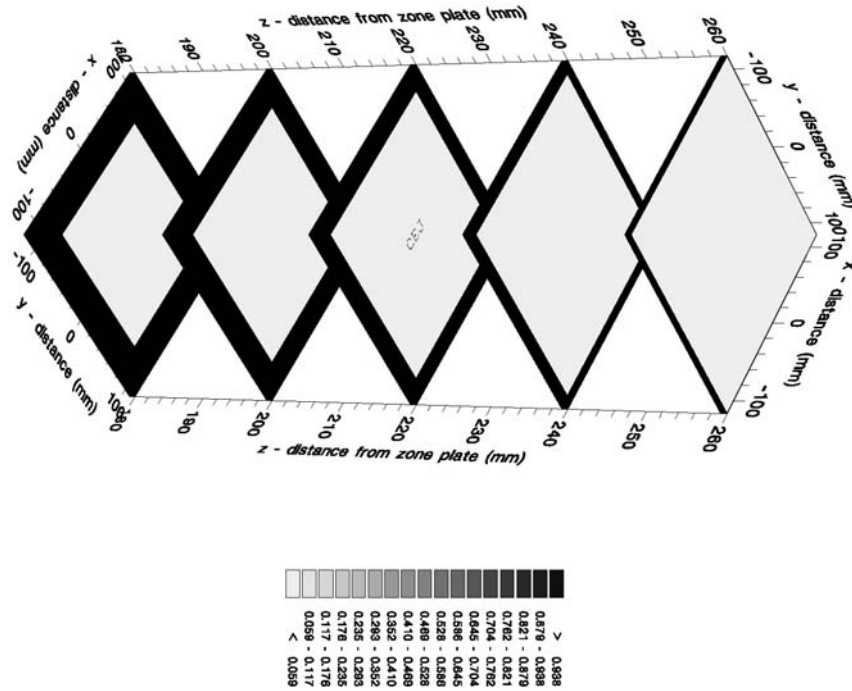 z - distance from zone plate (mm)
180 190 200 210 220 230 240 250 260
x - distance (mm)
100 0 -100
y - distance (mm)
-100 0 100
-100 0 100
y - distance (mm)
100 0 -100
x - distance (mm)
CEJ
180 190 200 210 220 230 240 250 260
z - distance from zone plate (mm)
> 0.938
0.879 - 0.938
0.821 - 0.879
0.762 - 0.821
0.704 - 0.762
0.645 - 0.704
0.586 - 0.645
0.528 - 0.586
0.469 - 0.528
0.410 - 0.469
0.352 - 0.410
0.293 - 0.352
0.235 - 0.293
0.176 - 0.235
0.117 - 0.176
0.059 - 0.117
< 0.059